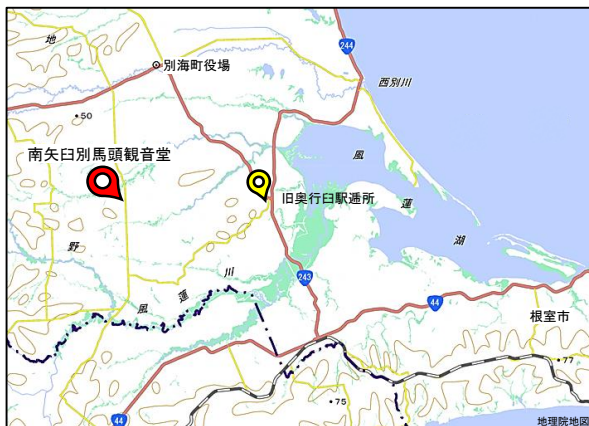 地
244
別海町役場
西別川
50
風
南矢臼別馬頭観音堂
旧奥行臼駅逓所
蓮
野
湖
風 蓮 川
243
44
根室市
77
75
44
地理院地図